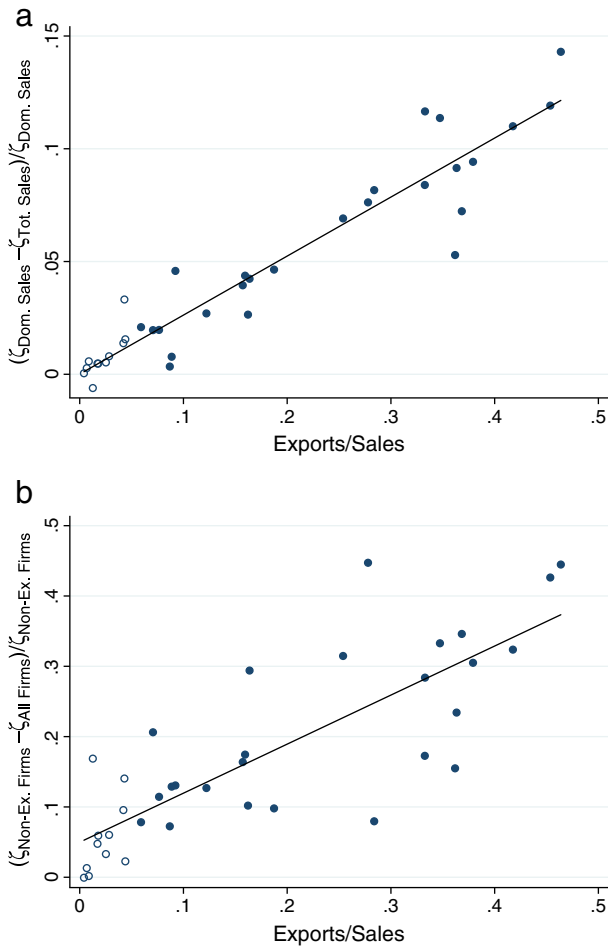 a
(ζDom. Sales −ζTot. Sales)/ζDom. Sales
.15
.1
.05
0
0 .1 .2 .3 .4 .5
Exports/Sales
b
(ζNon-Ex. Firms −ζAll Firms)/ζNon-Ex. Firms
.5
.4
.3
.2
.1
0
0 .1 .2 .3 .4 .5
Exports/Sales